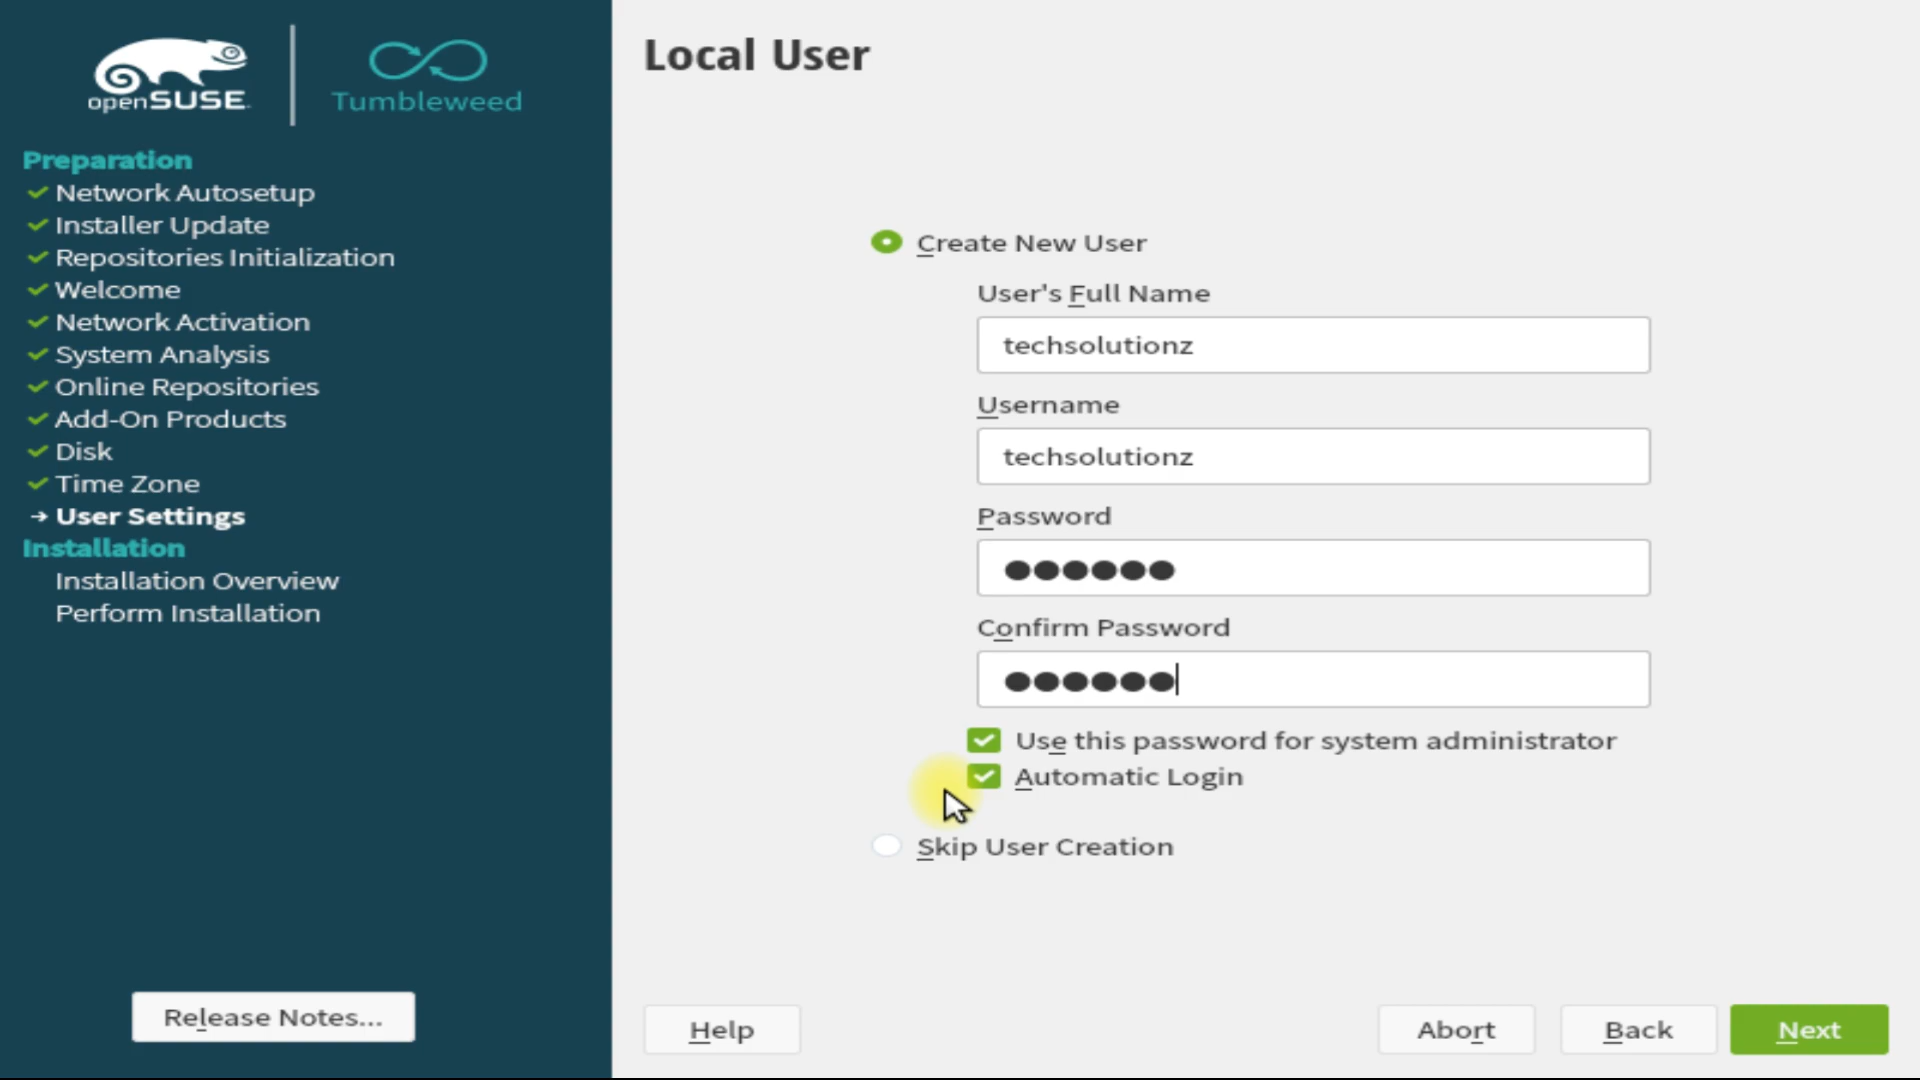 openSUSE
Tumbleweed
Preparation
Network Autosetup
Installer Update
Repositories Initialization
Welcome
Network Activation
System Analysis
Online Repositories
Add-On Products
Disk
Time Zone
User Settings
Installation
Installation Overview
Perform Installation
Release Notes...
Local User
Create New User
User's Full Name
techsolutionz
Username
techsolutionz
Password
●●●●●●
Confirm Password
●●●●●●
Use this password for system administrator
Automatic Login
Skip User Creation
Help
Abort
Back
Next